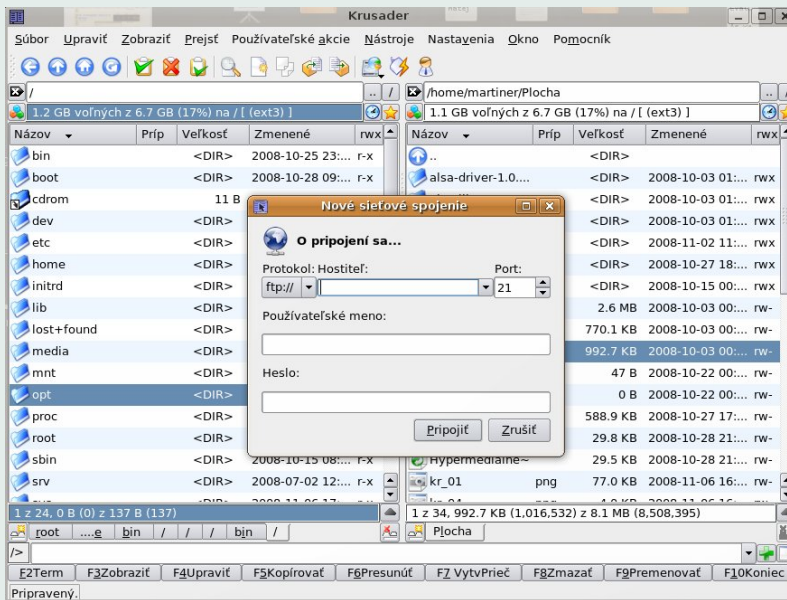 Krusader
Súbor Upraviť Zobraziť Prejsť Používateľské akcie Nástroje Nastavenia Okno Pomocník
/ .. /
/home/martiner/Plocha ..
1.2 GB voľných z 6.7 GB (17%) na / [ (ext3) ]
1.1 GB voľných z 6.7 GB (17%) na / [ (ext3) ]
Názov Príp Veľkosť Zmenené rwx
bin <DIR> 2008-10-25 23:... r-x
boot <DIR> 2008-10-28 09:... r-x
cdrom 11 B
dev <DIR>
etc <DIR>
home <DIR>
initrd <DIR>
lib <DIR>
lost+found <DIR>
media <DIR>
mnt <DIR>
opt <DIR>
proc <DIR>
root <DIR>
sbin <DIR> 2008-10-15 08:... r-x
srv <DIR> 2008-07-02 12:... r-x
Názov Príp Veľkosť Zmenené rwx
.. <DIR>
alsa-driver-1.0.... <DIR> 2008-10-03 01:... rwx
<DIR> 2008-10-03 01:... rwx
<DIR> 2008-10-03 01:... rwx
<DIR> 2008-11-02 11:... rwx
<DIR> 2008-10-27 18:... rwx
<DIR> 2008-10-15 00:... rwx
2.6 MB 2008-10-03 00:... rw-
770.1 KB 2008-10-03 00:... rw-
992.7 KB 2008-10-03 00:... rw-
47 B 2008-10-22 00:... rw-
0 B 2008-10-22 00:... rw-
588.9 KB 2008-10-27 17:... rw-
29.8 KB 2008-10-28 21:... rw-
Hypermediálne~ 29.5 KB 2008-10-28 21:... rw-
kr_01 png 77.0 KB 2008-11-06 16:... rw-
Nové sieťové spojenie
O pripojení sa...
Protokol: Hostiteľ: Port:
ftp:// 21
Používateľské meno:
Heslo:
Pripojiť Zrušiť
1 z 24, 0 B (0) z 137 B (137)
1 z 34, 992.7 KB (1,016,532) z 8.1 MB (8,508,395)
root ....e bin / / / bin /
Plocha
/>
F2Term F3Zobraziť F4Upraviť F5Kopírovať F6Presunúť F7 VytvPrieč F8Zmazať F9Premenovať F10Koniec
Pripravený.